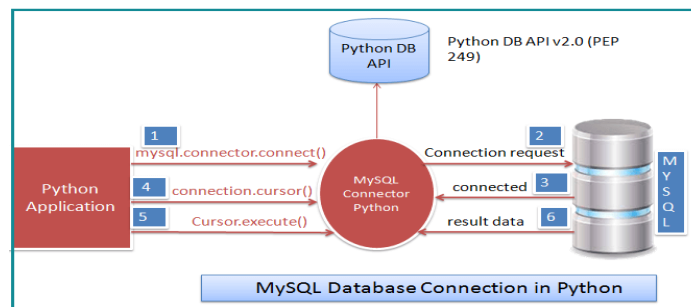 Python DB
API
Python DB API v2.0 (PEP
249)
1
mysql.connector.connect()
2
Connection request
Python
Application
4
connection.cursor()
MySQL
Connector
Python
3
connected
5
Cursor.execute()
6
result data
M
Y
S
Q
L
MySQL Database Connection in Python